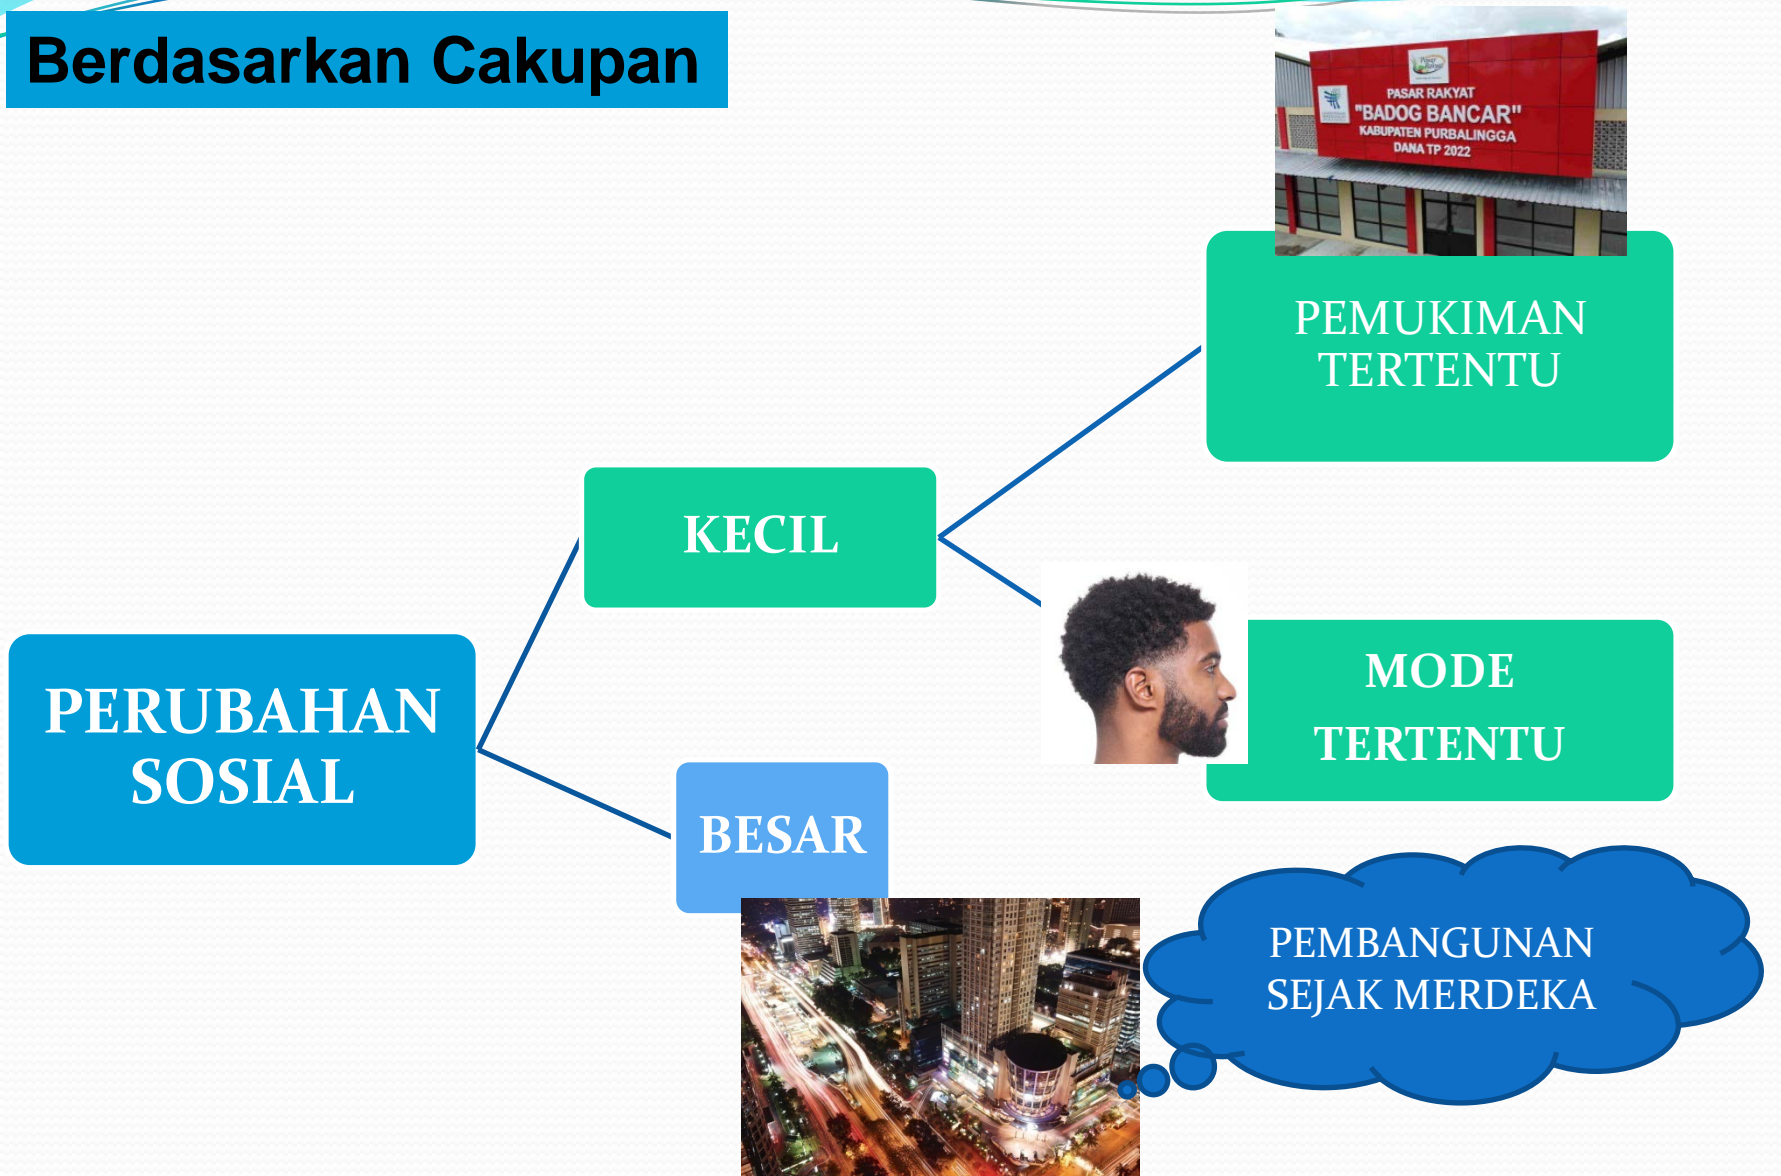 Berdasarkan Cakupan
PASAR RAKYAT
"BADOG BANCAR"
KABUPATEN PURBALINGGA
DANA TP 2022
PEMUKIMAN
TERTENTU
KECIL
PERUBAHAN
SOSIAL
MODE
TERTENTU
BESAR
PEMBANGUNAN
SEJAK MERDEKA